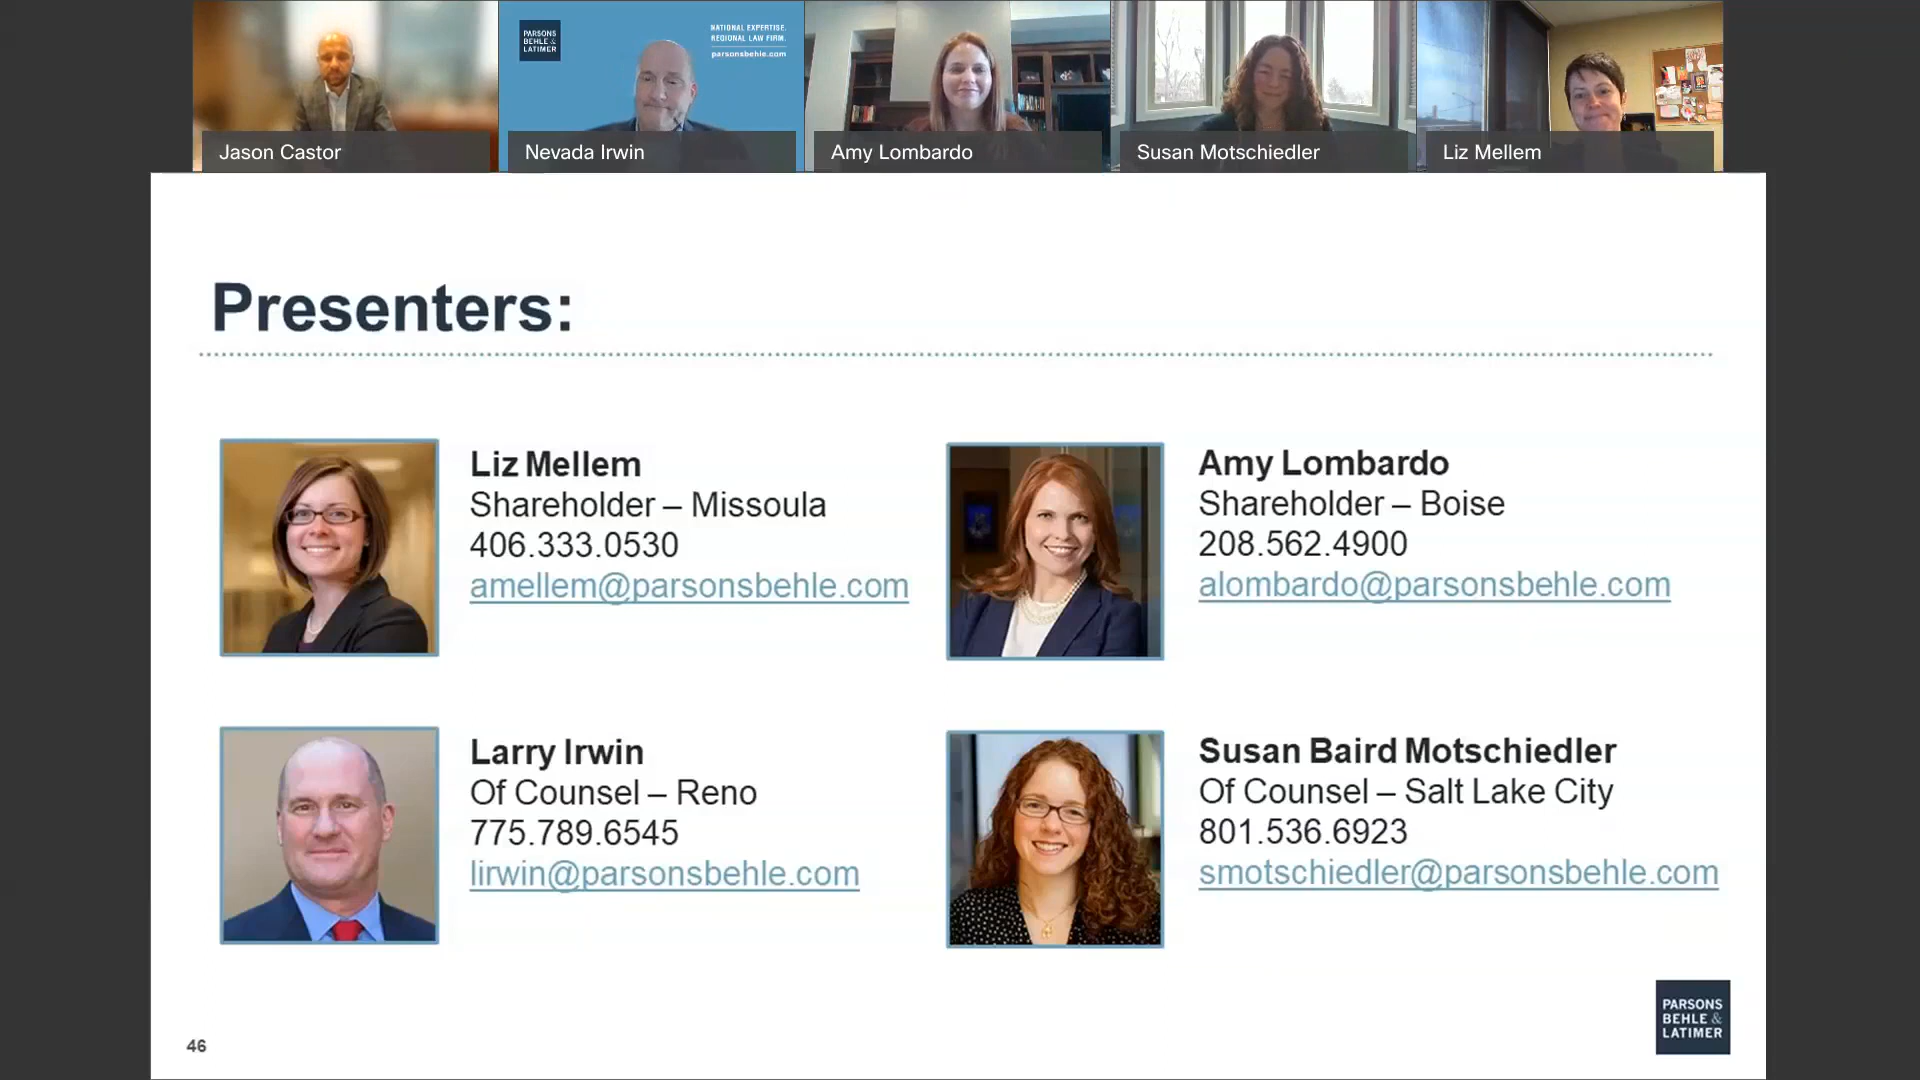 PARSONS
BEHLE &
LATIMER
NATIONAL EXPERTISE.
REGIONAL LAW FIRM.
parsonsbehle.com
Jason Castor
Nevada Irwin
Amy Lombardo
Susan Motschiedler
Liz Mellem
Presenters:
Liz Mellem
Shareholder – Missoula
406.333.0530
amellem@parsonsbehle.com
Amy Lombardo
Shareholder – Boise
208.562.4900
alombardo@parsonsbehle.com
Larry Irwin
Of Counsel – Reno
775.789.6545
lirwin@parsonsbehle.com
Susan Baird Motschiedler
Of Counsel – Salt Lake City
801.536.6923
smotschiedler@parsonsbehle.com
46
PARSONS
BEHLE &
LATIMER